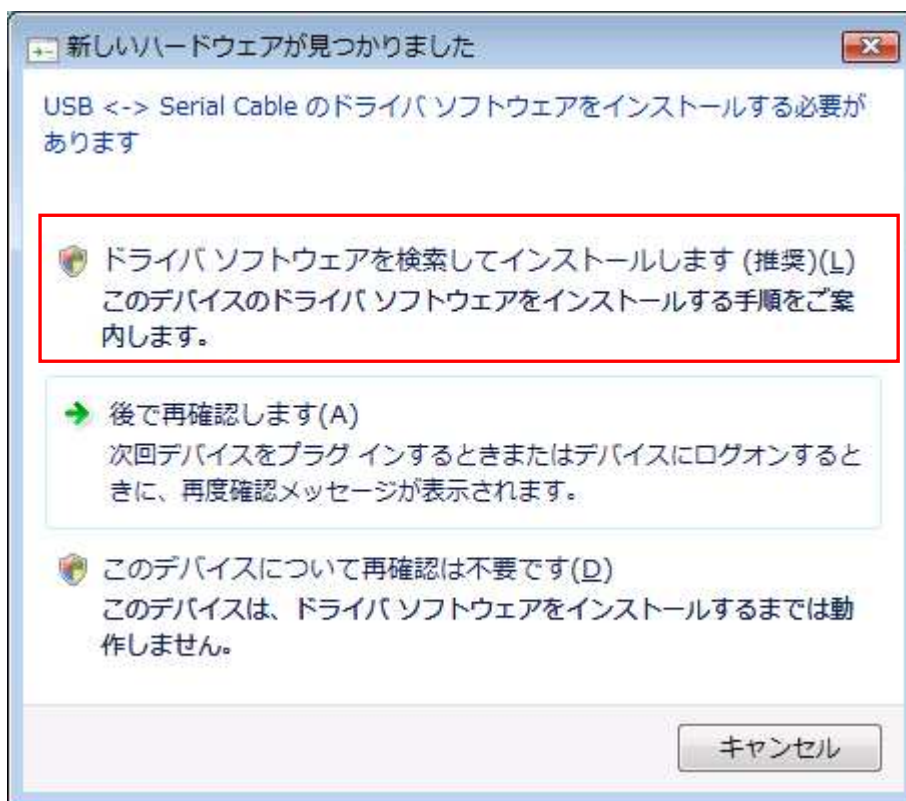 新しいハードウェアが見つかりました
USB <-> Serial Cable のドライバ ソフトウェアをインストールする必要が
あります
ドライバ ソフトウェアを検索してインストールします (推奨)(L)
このデバイスのドライバ ソフトウェアをインストールする手順をご案
内します。
後で再確認します(A)
次回デバイスをプラグ インするときまたはデバイスにログオンすると
きに、再度確認メッセージが表示されます。
このデバイスについて再確認は不要です(D)
このデバイスは、ドライバ ソフトウェアをインストールするまでは動
作しません。
キャンセル